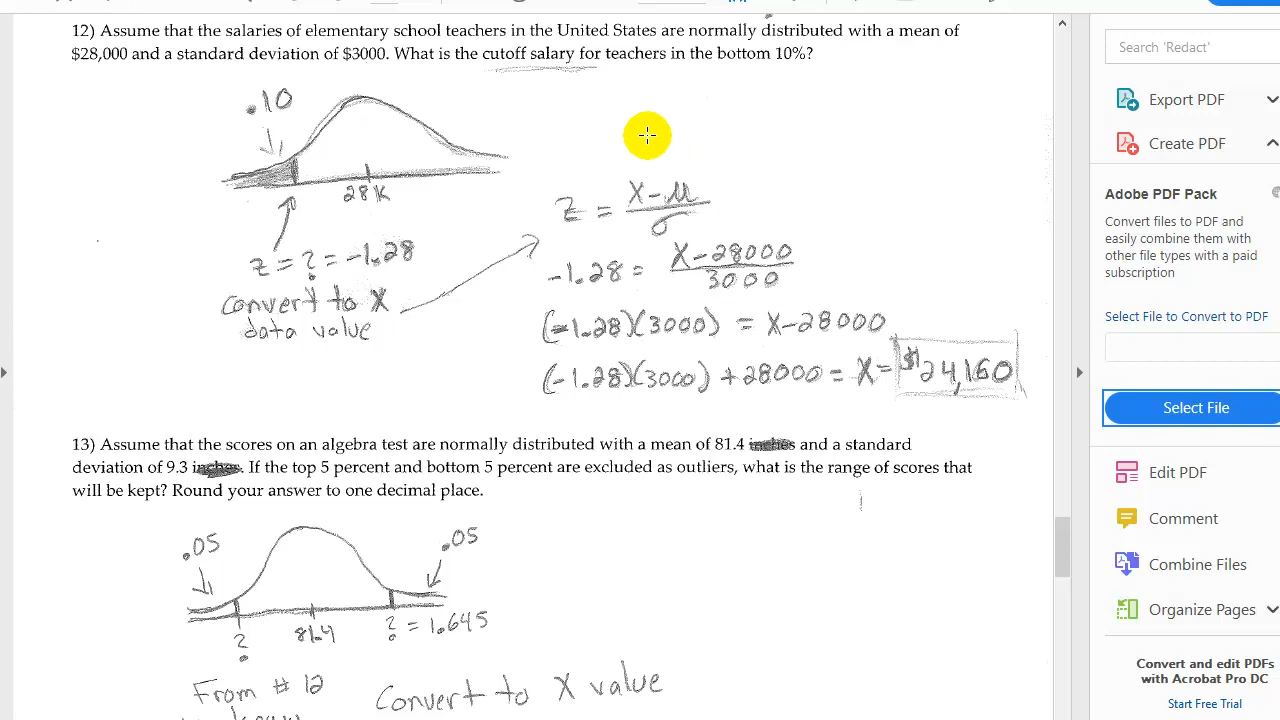 12) Assume that the salaries of elementary school teachers in the United States are normally distributed with a mean of
$28,000 and a standard deviation of $3000. What is the cutoff salary for teachers in the bottom 10%?
.10
28K
z = ? = -1.28
convert to X
data value
z = X-μ/σ
-1.28 = X-28000/3000
(-1.28)(3000) = X-28000
(-1.28)(3000) +28000 = X= $24,160
13) Assume that the scores on an algebra test are normally distributed with a mean of 81.4 inches and a standard
deviation of 9.3 inches. If the top 5 percent and bottom 5 percent are excluded as outliers, what is the range of scores that
will be kept? Round your answer to one decimal place.
.05
.05
?
81.4
? = 1.645
From # 12
Convert to X value
Search 'Redact'
Export PDF
Create PDF
Adobe PDF Pack
Convert files to PDF and
easily combine them with
other file types with a paid
subscription
Select File to Convert to PDF
Select File
Edit PDF
Comment
Combine Files
Organize Pages
Convert and edit PDFs
with Acrobat Pro DC
Start Free Trial